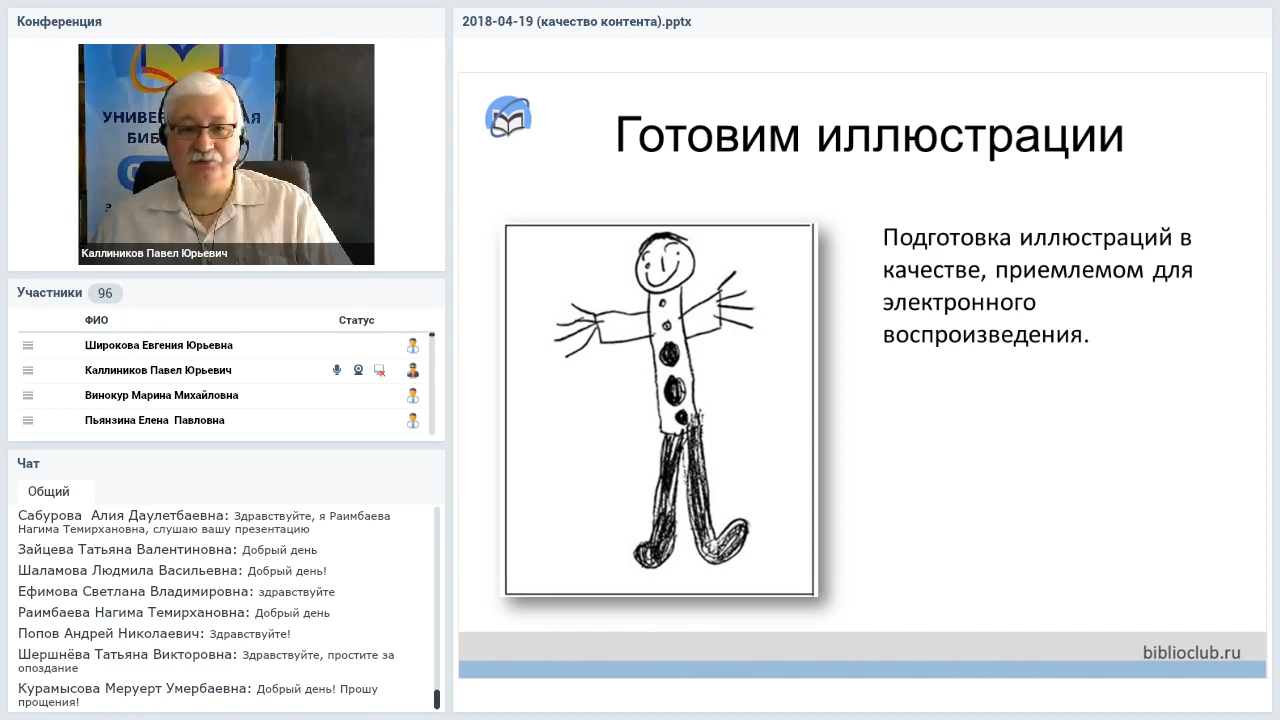 Конференция
УНИВЕ
АЯ
БИБ
Каллиников Павел Юрьевич
Участники 96
ФИО Статус
Широкова Евгения Юрьевна
Каллиников Павел Юрьевич
Винокур Марина Михайловна
Пьянзина Елена Павловна
Чат
Общий
Сабурова Алия Даулетбаевна: Здравствуйте, я Раимбаева
Нагима Темирхановна, слушаю вашу презентацию
Зайцева Татьяна Валентиновна: Добрый день
Шаламова Людмила Васильевна: Добрый день!
Ефимова Светлана Владимировна: здравствуйте
Раимбаева Нагима Темирхановна: Добрый день
Попов Андрей Николаевич: Здравствуйте!
Шершнёва Татьяна Викторовна: Здравствуйте, простите за
опоздание
Курамысова Меруерт Умербаевна: Добрый день! Прошу
прощения!
2018-04-19 (качество контента).pptx
Готовим иллюстрации
Подготовка иллюстраций в
качестве, приемлемом для
электронного
воспроизведения.
biblioclub.ru